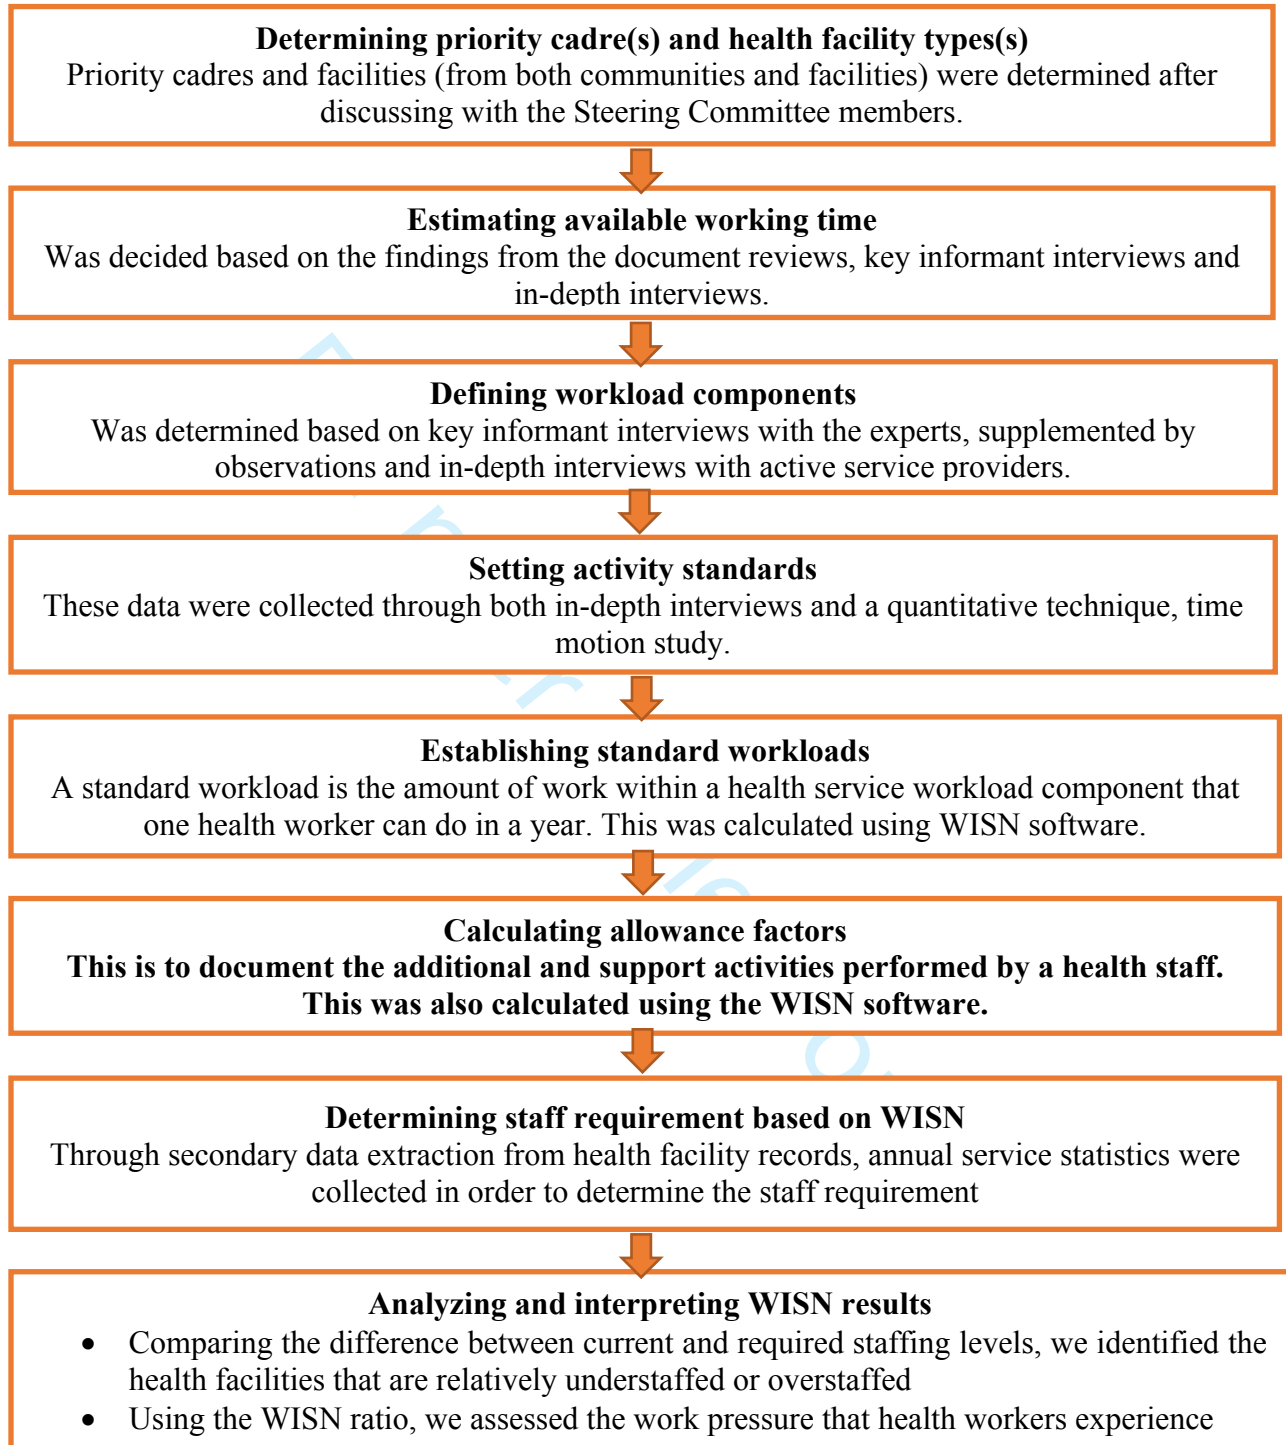 Determining priority cadre(s) and health facility types(s)
Priority cadres and facilities (from both communities and facilities) were determined after
discussing with the Steering Committee members.
Estimating available working time
Was decided based on the findings from the document reviews, key informant interviews and
in-depth interviews.
Defining workload components
Was determined based on key informant interviews with the experts, supplemented by
observations and in-depth interviews with active service providers.
Setting activity standards
These data were collected through both in-depth interviews and a quantitative technique, time
motion study.
Establishing standard workloads
A standard workload is the amount of work within a health service workload component that
one health worker can do in a year. This was calculated using WISN software.
Calculating allowance factors
This is to document the additional and support activities performed by a health staff.
This was also calculated using the WISN software.
Determining staff requirement based on WISN
Through secondary data extraction from health facility records, annual service statistics were
collected in order to determine the staff requirement
Analyzing and interpreting WISN results
• Comparing the difference between current and required staffing levels, we identified the
health facilities that are relatively understaffed or overstaffed
• Using the WISN ratio, we assessed the work pressure that health workers experience